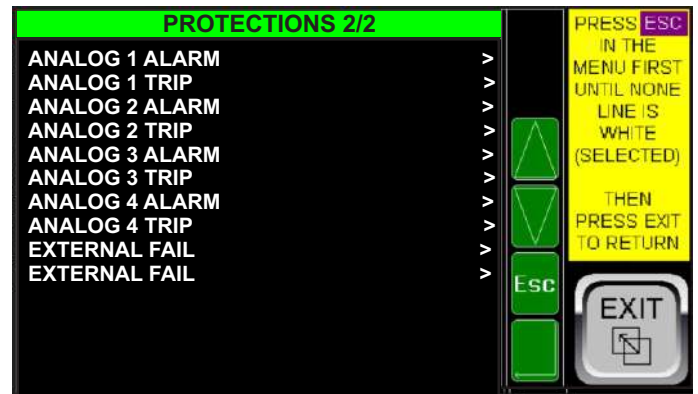 PROTECTIONS 2/2
ANALOG 1 ALARM >
ANALOG 1 TRIP >
ANALOG 2 ALARM >
ANALOG 2 TRIP >
ANALOG 3 ALARM >
ANALOG 3 TRIP >
ANALOG 4 ALARM >
ANALOG 4 TRIP >
EXTERNAL FAIL >
EXTERNAL FAIL >
Esc
PRESS ESC
IN THE
MENU FIRST
UNTIL NONE
LINE IS
WHITE
(SELECTED)
THEN
PRESS EXIT
TO RETURN
EXIT